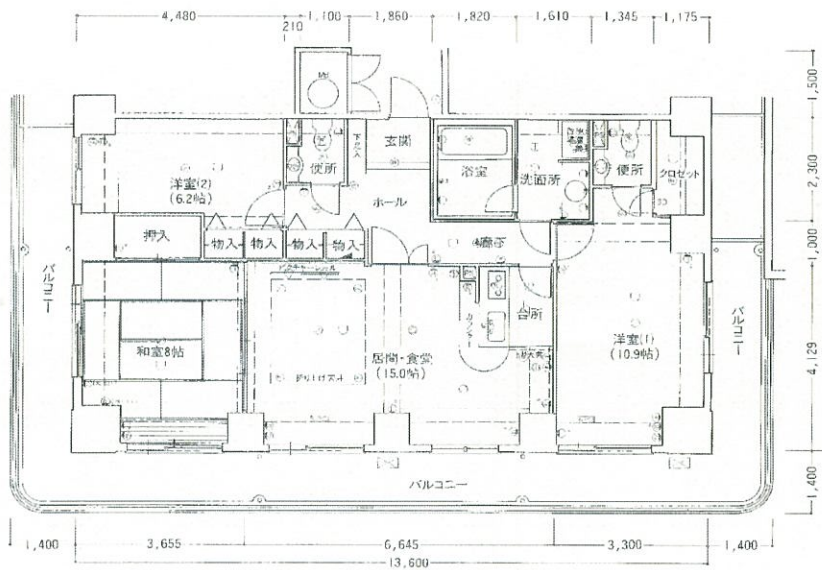 4,480
210
1,100
1,860
1,820
1,610
1,345
1,175
1,500
2,300
1,000
4,129
1,400
洋室(2)
(6.2帖)
便所
玄関
浴室
洗面所
便所
クロゼット
ホール
押入
物入
物入
物入
物入
廊下
バルコニー
バルコニー
和室8帖
居間・食堂
(15.0帖)
台所
洋室(1)
(10.9帖)
バルコニー
1,400
3,655
6,645
3,300
1,400
13,600